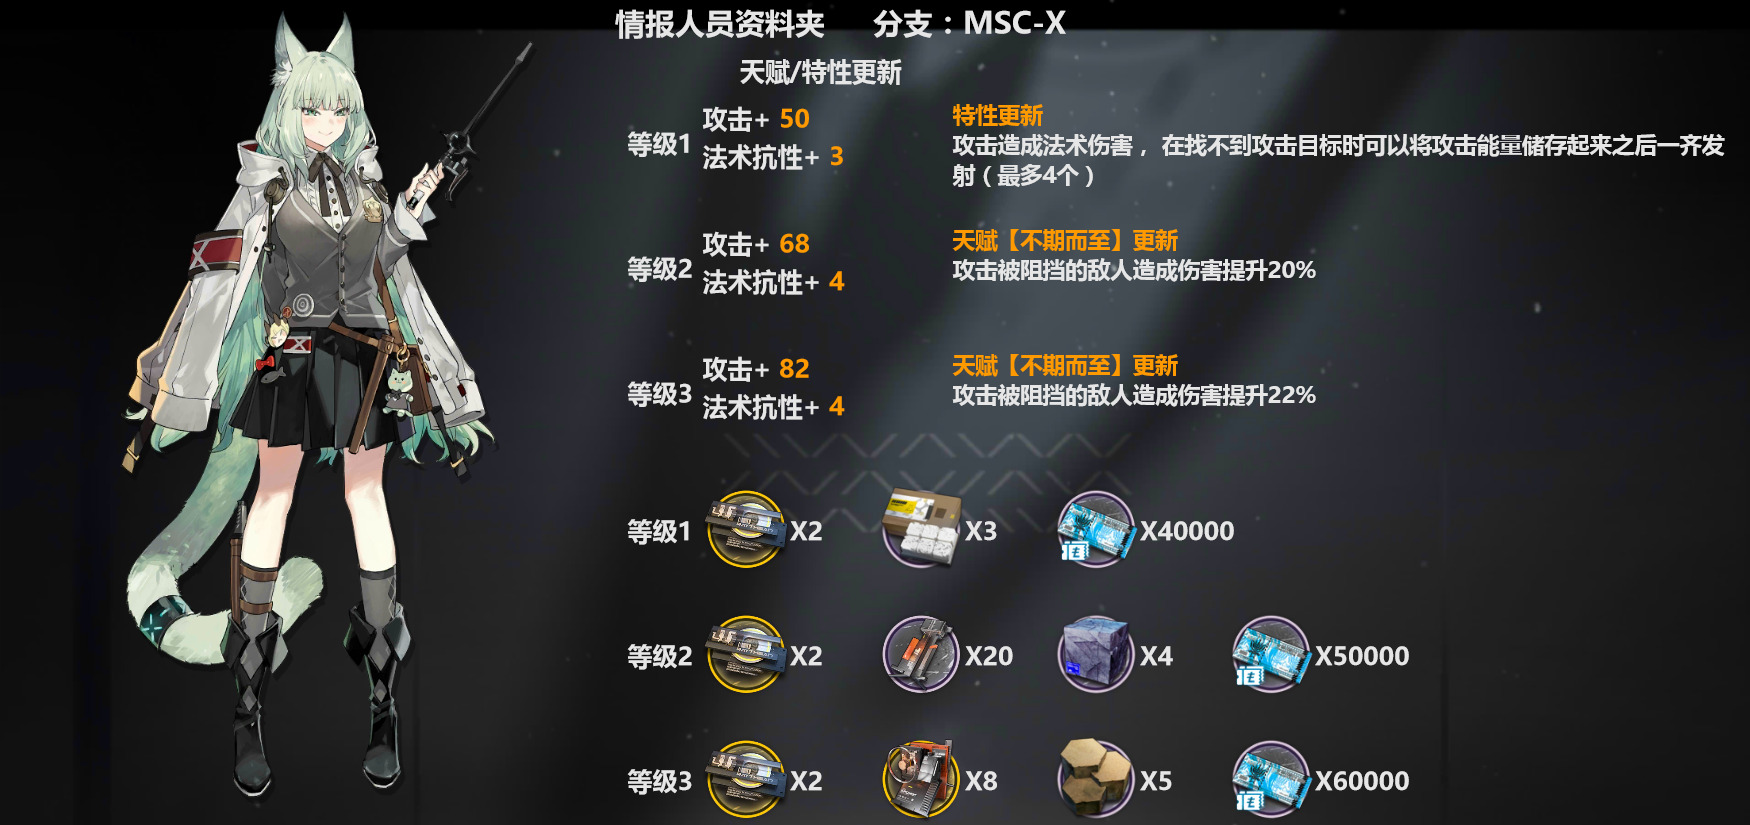 情报人员资料夹 分支：MSC-X
天赋/特性更新
等级1
攻击+ 50
法术抗性+ 3
特性更新
攻击造成法术伤害，在找不到攻击目标时可以将攻击能量储存起来之后一齐发
射（最多4个）
等级2
攻击+ 68
法术抗性+ 4
天赋【不期而至】更新
攻击被阻挡的敌人造成伤害提升20%
等级3
攻击+ 82
法术抗性+ 4
天赋【不期而至】更新
攻击被阻挡的敌人造成伤害提升22%
等级1 X2 X3 X40000
等级2 X2 X20 X4 X50000
等级3 X2 X8 X5 X60000